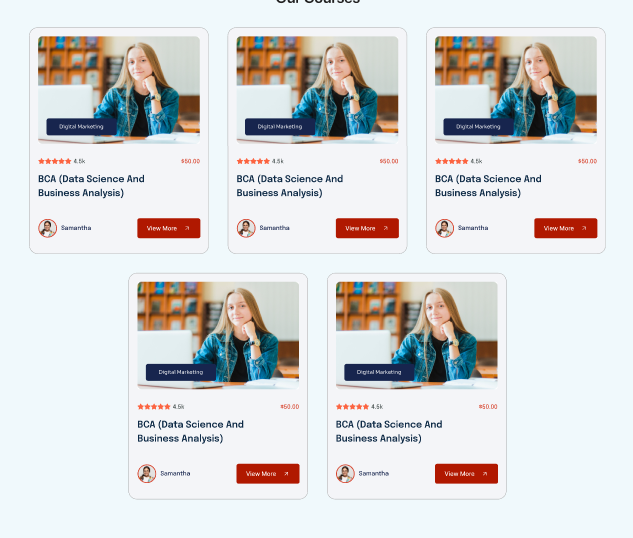 Our Courses
Digital Marketing
4.5k $50.00
BCA (Data Science And
Business Analysis)
Samantha View More
Digital Marketing
4.5k $50.00
BCA (Data Science And
Business Analysis)
Samantha View More
Digital Marketing
4.5k $50.00
BCA (Data Science And
Business Analysis)
Samantha View More
Digital Marketing
4.5k $50.00
BCA (Data Science And
Business Analysis)
Samantha View More
Digital Marketing
4.5k $50.00
BCA (Data Science And
Business Analysis)
Samantha View More